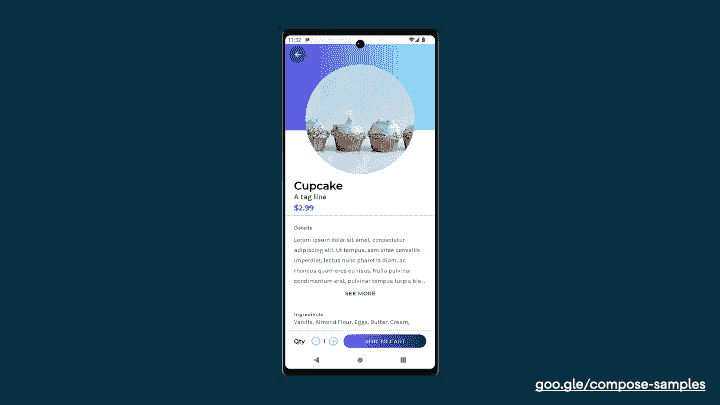 11:32
Cupcake
A tag line
$2.99
Details
Lorem ipsum dolor sit amet, consectetur
adipiscing elit. Ut tempus, sem vitae convallis
imperdiet, lectus nunc pharetra diam, ac
rhoncus quam eros eu risus. Nulla pulvinar
condimentum erat, pulvinar tempus turpis bla...
SEE MORE
Ingredients
Vanilla, Almond Flour, Eggs, Butter, Cream,
Qty 1 ADD TO CART
goo.gle/compose-samples